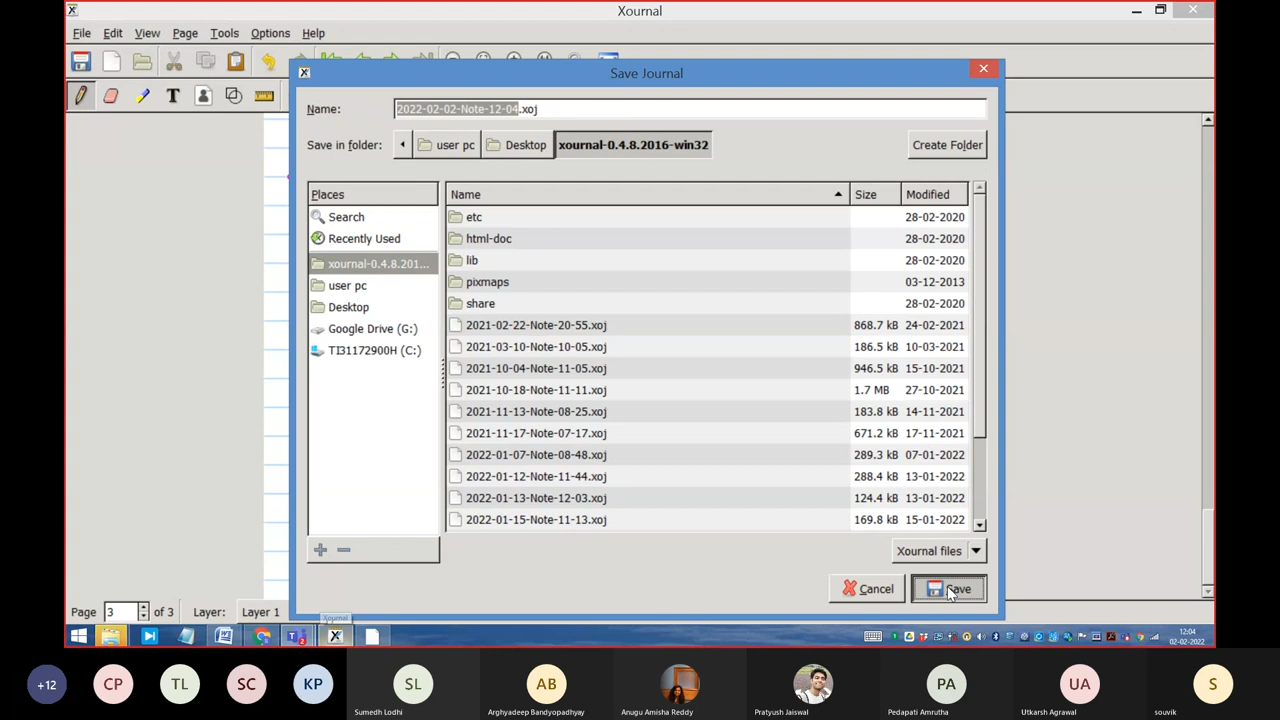 Xournal
File Edit View Page Tools Options Help
Save Journal
Name: 2022-02-02-Note-12-04.xoj
Save in folder: user pc Desktop xournal-0.4.8.2016-win32 Create Folder
Places Name Size Modified
Search etc 28-02-2020
Recently Used html-doc 28-02-2020
xournal-0.4.8.201... lib 28-02-2020
user pc pixmaps 03-12-2013
Desktop share 28-02-2020
Google Drive (G:) 2021-02-22-Note-20-55.xoj 868.7 kB 24-02-2021
TI31172900H (C:) 2021-03-10-Note-10-05.xoj 186.5 kB 10-03-2021
2021-10-04-Note-11-05.xoj 946.5 kB 15-10-2021
2021-10-18-Note-11-11.xoj 1.7 MB 27-10-2021
2021-11-13-Note-08-25.xoj 183.8 kB 14-11-2021
2021-11-17-Note-07-17.xoj 671.2 kB 17-11-2021
2022-01-07-Note-08-48.xoj 289.3 kB 07-01-2022
2022-01-12-Note-11-44.xoj 288.4 kB 13-01-2022
2022-01-13-Note-12-03.xoj 124.4 kB 13-01-2022
2022-01-15-Note-11-13.xoj 169.8 kB 15-01-2022
Xournal files
Cancel Save
Page 3 of 3 Layer: Layer 1
Xournal
12:04
02-02-2022
+12 CP TL SC KP SL AB PA UA S
Sumedh Lodhi Arghyadeep Bandyopadhyay Anugu Amisha Reddy Pratyush Jaiswal Pedapati Amrutha Utkarsh Agrawal souvik